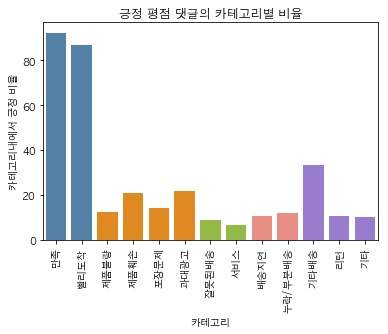 긍정 평점 댓글의 카테고리별 비율
카테고리내에서 긍정 비율
80
60
40
20
0
만족
빨리도착
제품불량
제품훼손
포장문제
과대광고
잘못된배송
서비스
배송지연
누락/부분배송
기타배송
리턴
기타
카테고리